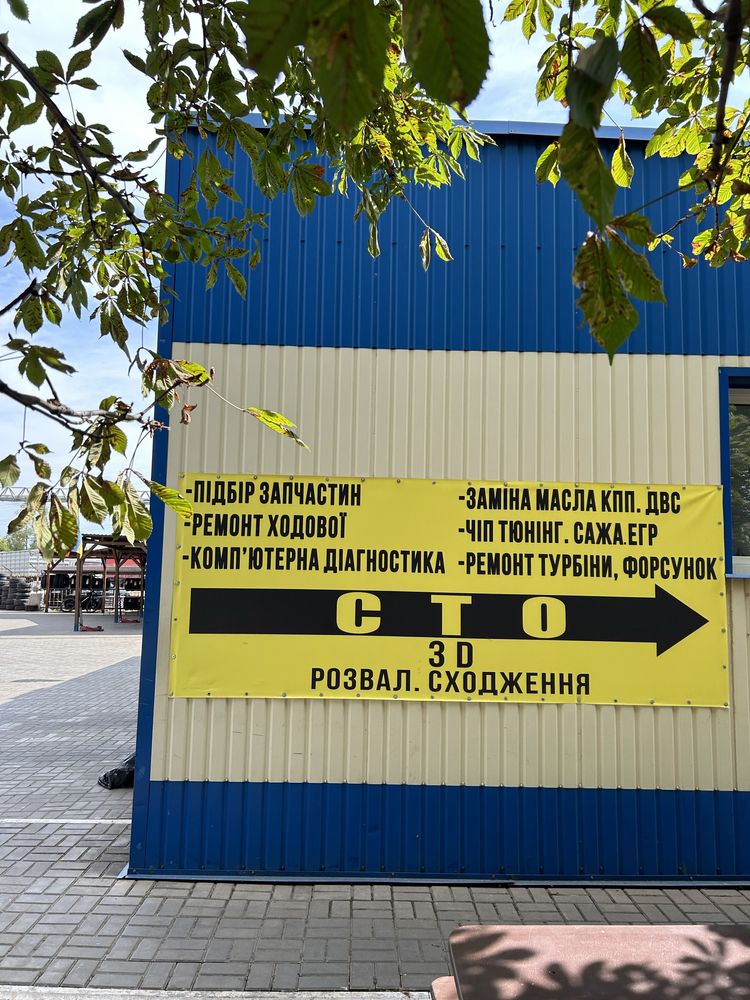 -ПІДБІР ЗАПЧАСТИН
-РЕМОНТ ХОДОВОЇ
-КОМП'ЮТЕРНА ДІАГНОСТИКА
-ЗАМІНА МАСЛА КПП. ДВС
-ЧІП ТЮНІНГ. САЖА.ЕГР
-РЕМОНТ ТУРБІНИ, ФОРСУНОК
СТО
3D
РОЗВАЛ. СХОДЖЕННЯ